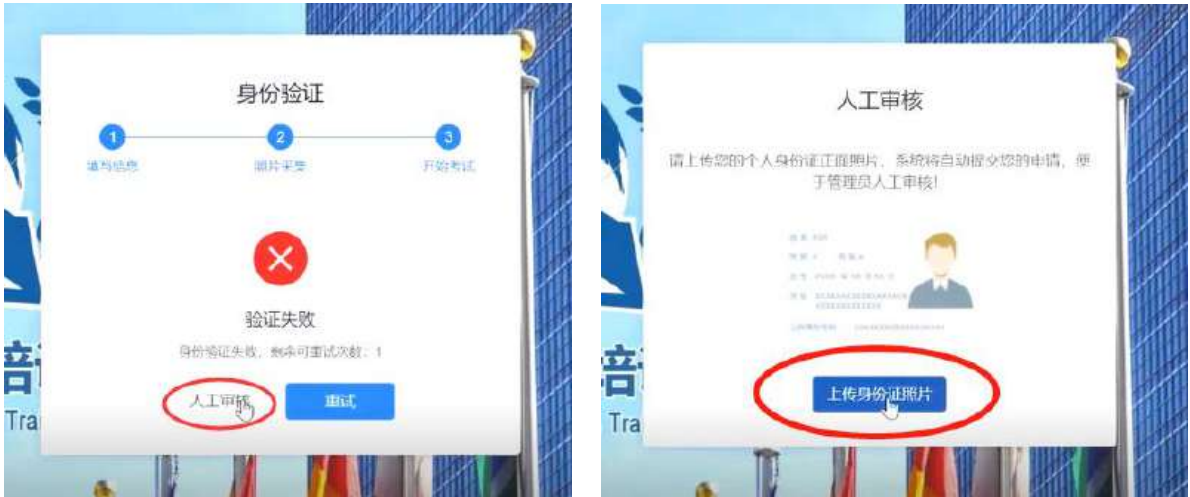 身份验证
1
2
3
填写信息
照片采集
开始考试
验证失败
身份验证失败，剩余可重试次数：1
人工审核
重试
Tra
人工审核
请上传您的个人身份证正面照片，系统将自动提交您的申请，便
于管理员人工审核！
上传身份证照片
培
Tra